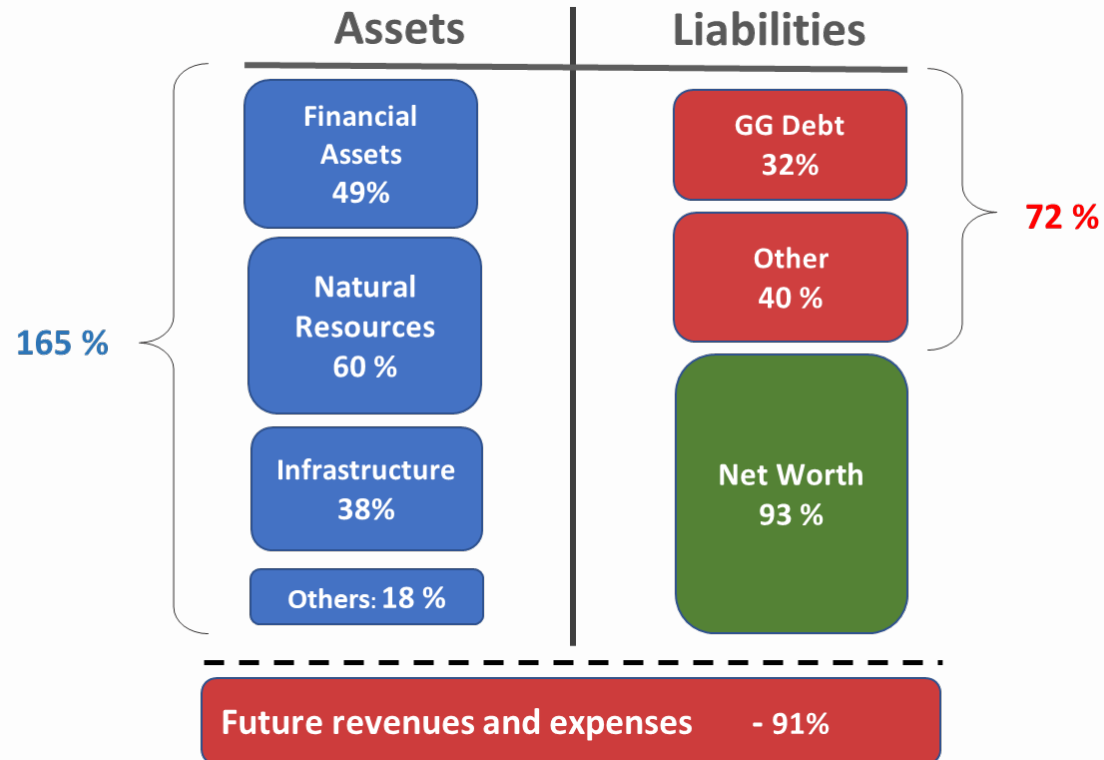 Assets
Liabilities
Financial
Assets
49%
Natural
Resources
60 %
Infrastructure
38%
Others: 18 %
165 %
GG Debt
32%
Other
40 %
72 %
Net Worth
93 %
Future revenues and expenses - 91%